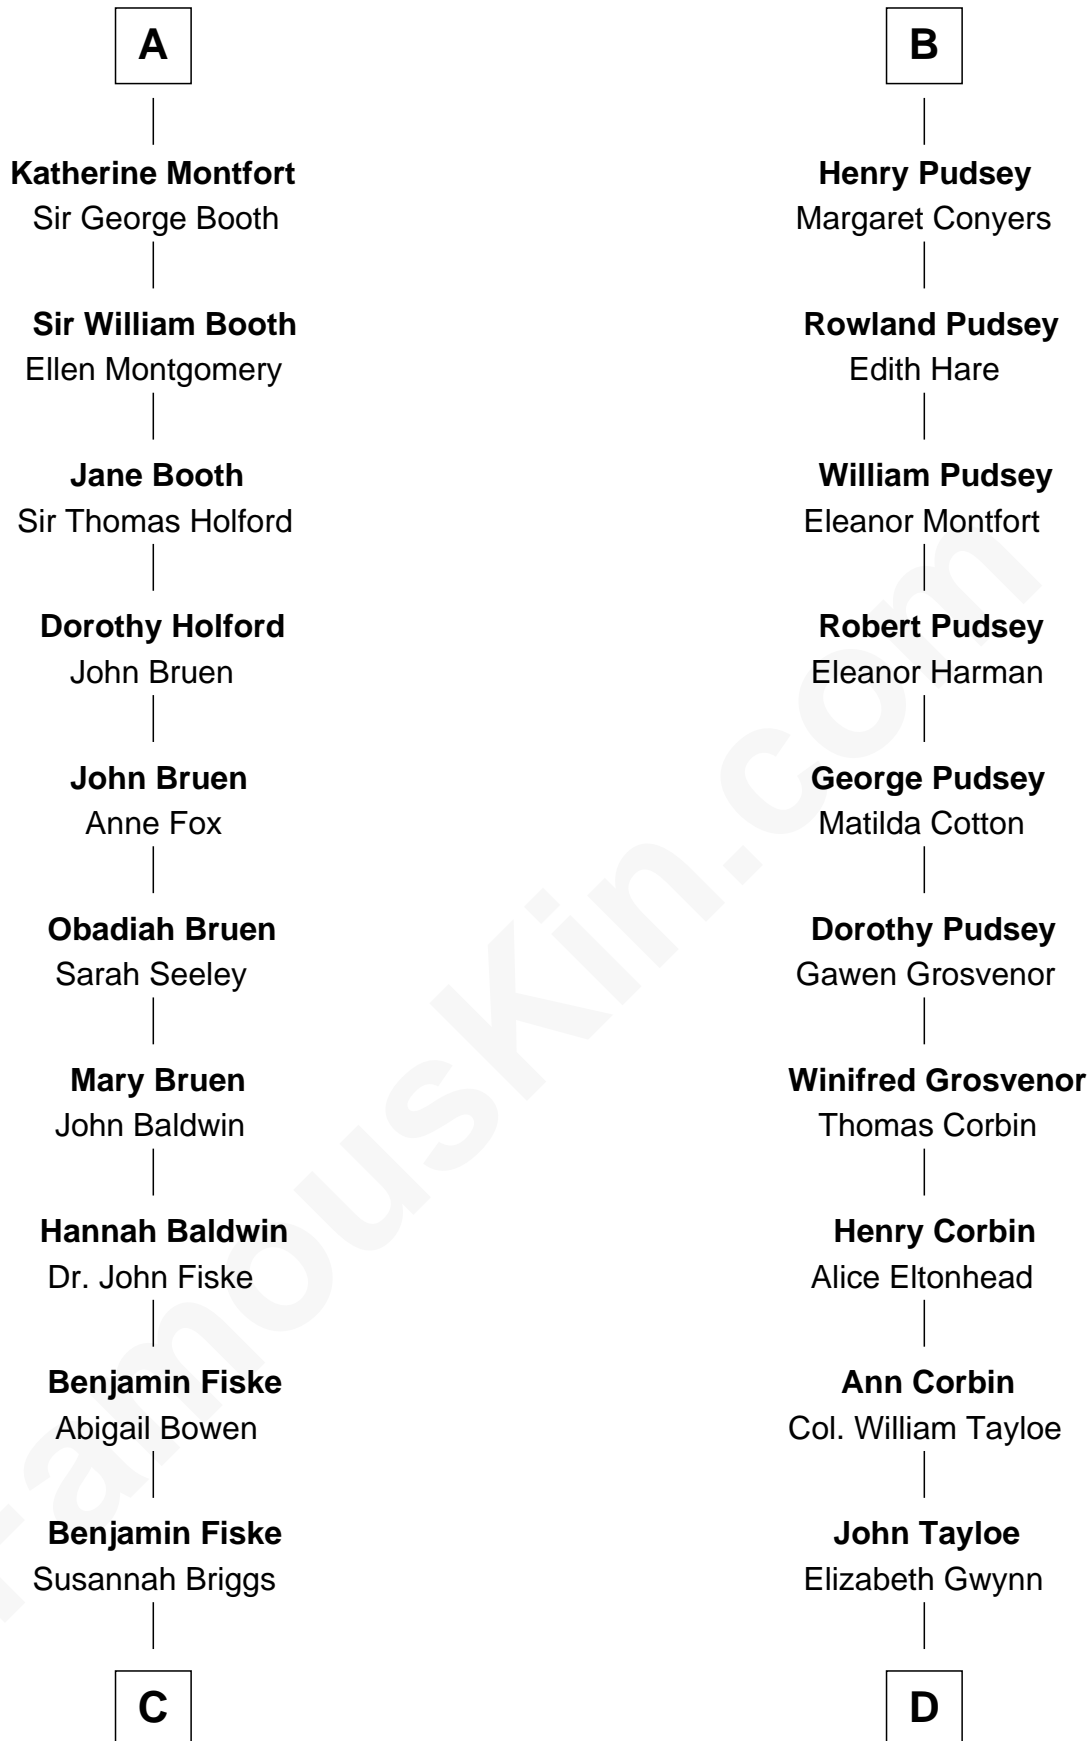 A
Katherine Montfort
Sir George Booth
Sir William Booth
Ellen Montgomery
Jane Booth
Sir Thomas Holford
Dorothy Holford
John Bruen
John Bruen
Anne Fox
Obadiah Bruen
Sarah Seeley
Mary Bruen
John Baldwin
Hannah Baldwin
Dr. John Fiske
Benjamin Fiske
Abigail Bowen
Benjamin Fiske
Susannah Briggs
C
B
Henry Pudsey
Margaret Conyers
Rowland Pudsey
Edith Hare
William Pudsey
Eleanor Montfort
Robert Pudsey
Eleanor Harman
George Pudsey
Matilda Cotton
Dorothy Pudsey
Gawen Grosvenor
Winifred Grosvenor
Thomas Corbin
Henry Corbin
Alice Eltonhead
Ann Corbin
Col. William Tayloe
John Tayloe
Elizabeth Gwynn
D
FamousKin.com